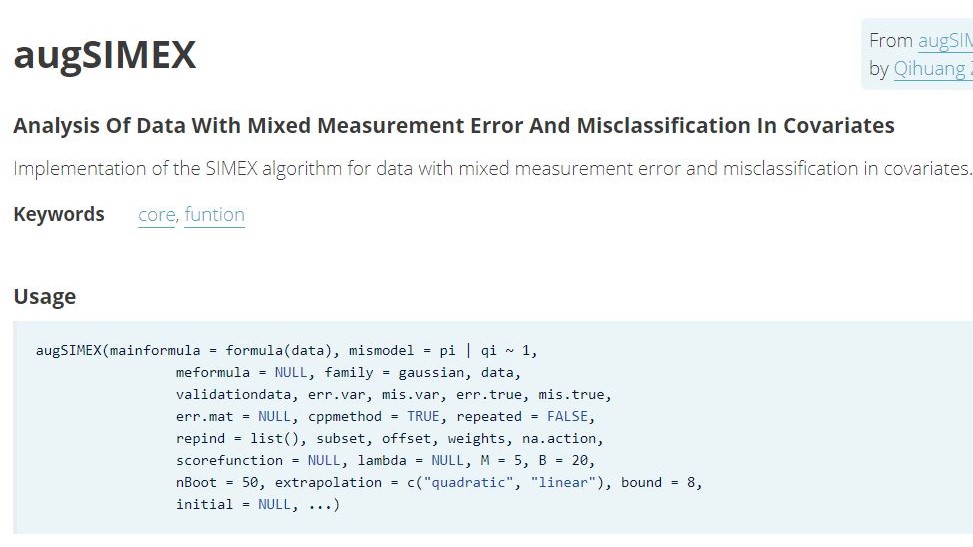 augSIMEX
From augSIM
by Qihuang
Analysis Of Data With Mixed Measurement Error And Misclassification In Covariates
Implementation of the SIMEX algorithm for data with mixed measurement error and misclassification in covariates.
Keywords core, funtion
Usage
augSIMEX(mainformula = formula(data), mismodel = pi | qi ~ 1,
meformula = NULL, family = gaussian, data,
validationdata, err.var, mis.var, err.true, mis.true,
err.mat = NULL, cppmethod = TRUE, repeated = FALSE,
repind = list(), subset, offset, weights, na.action,
scorefunction = NULL, lambda = NULL, M = 5, B = 20,
nBoot = 50, extrapolation = c("quadratic", "linear"), bound = 8,
initial = NULL, ...)